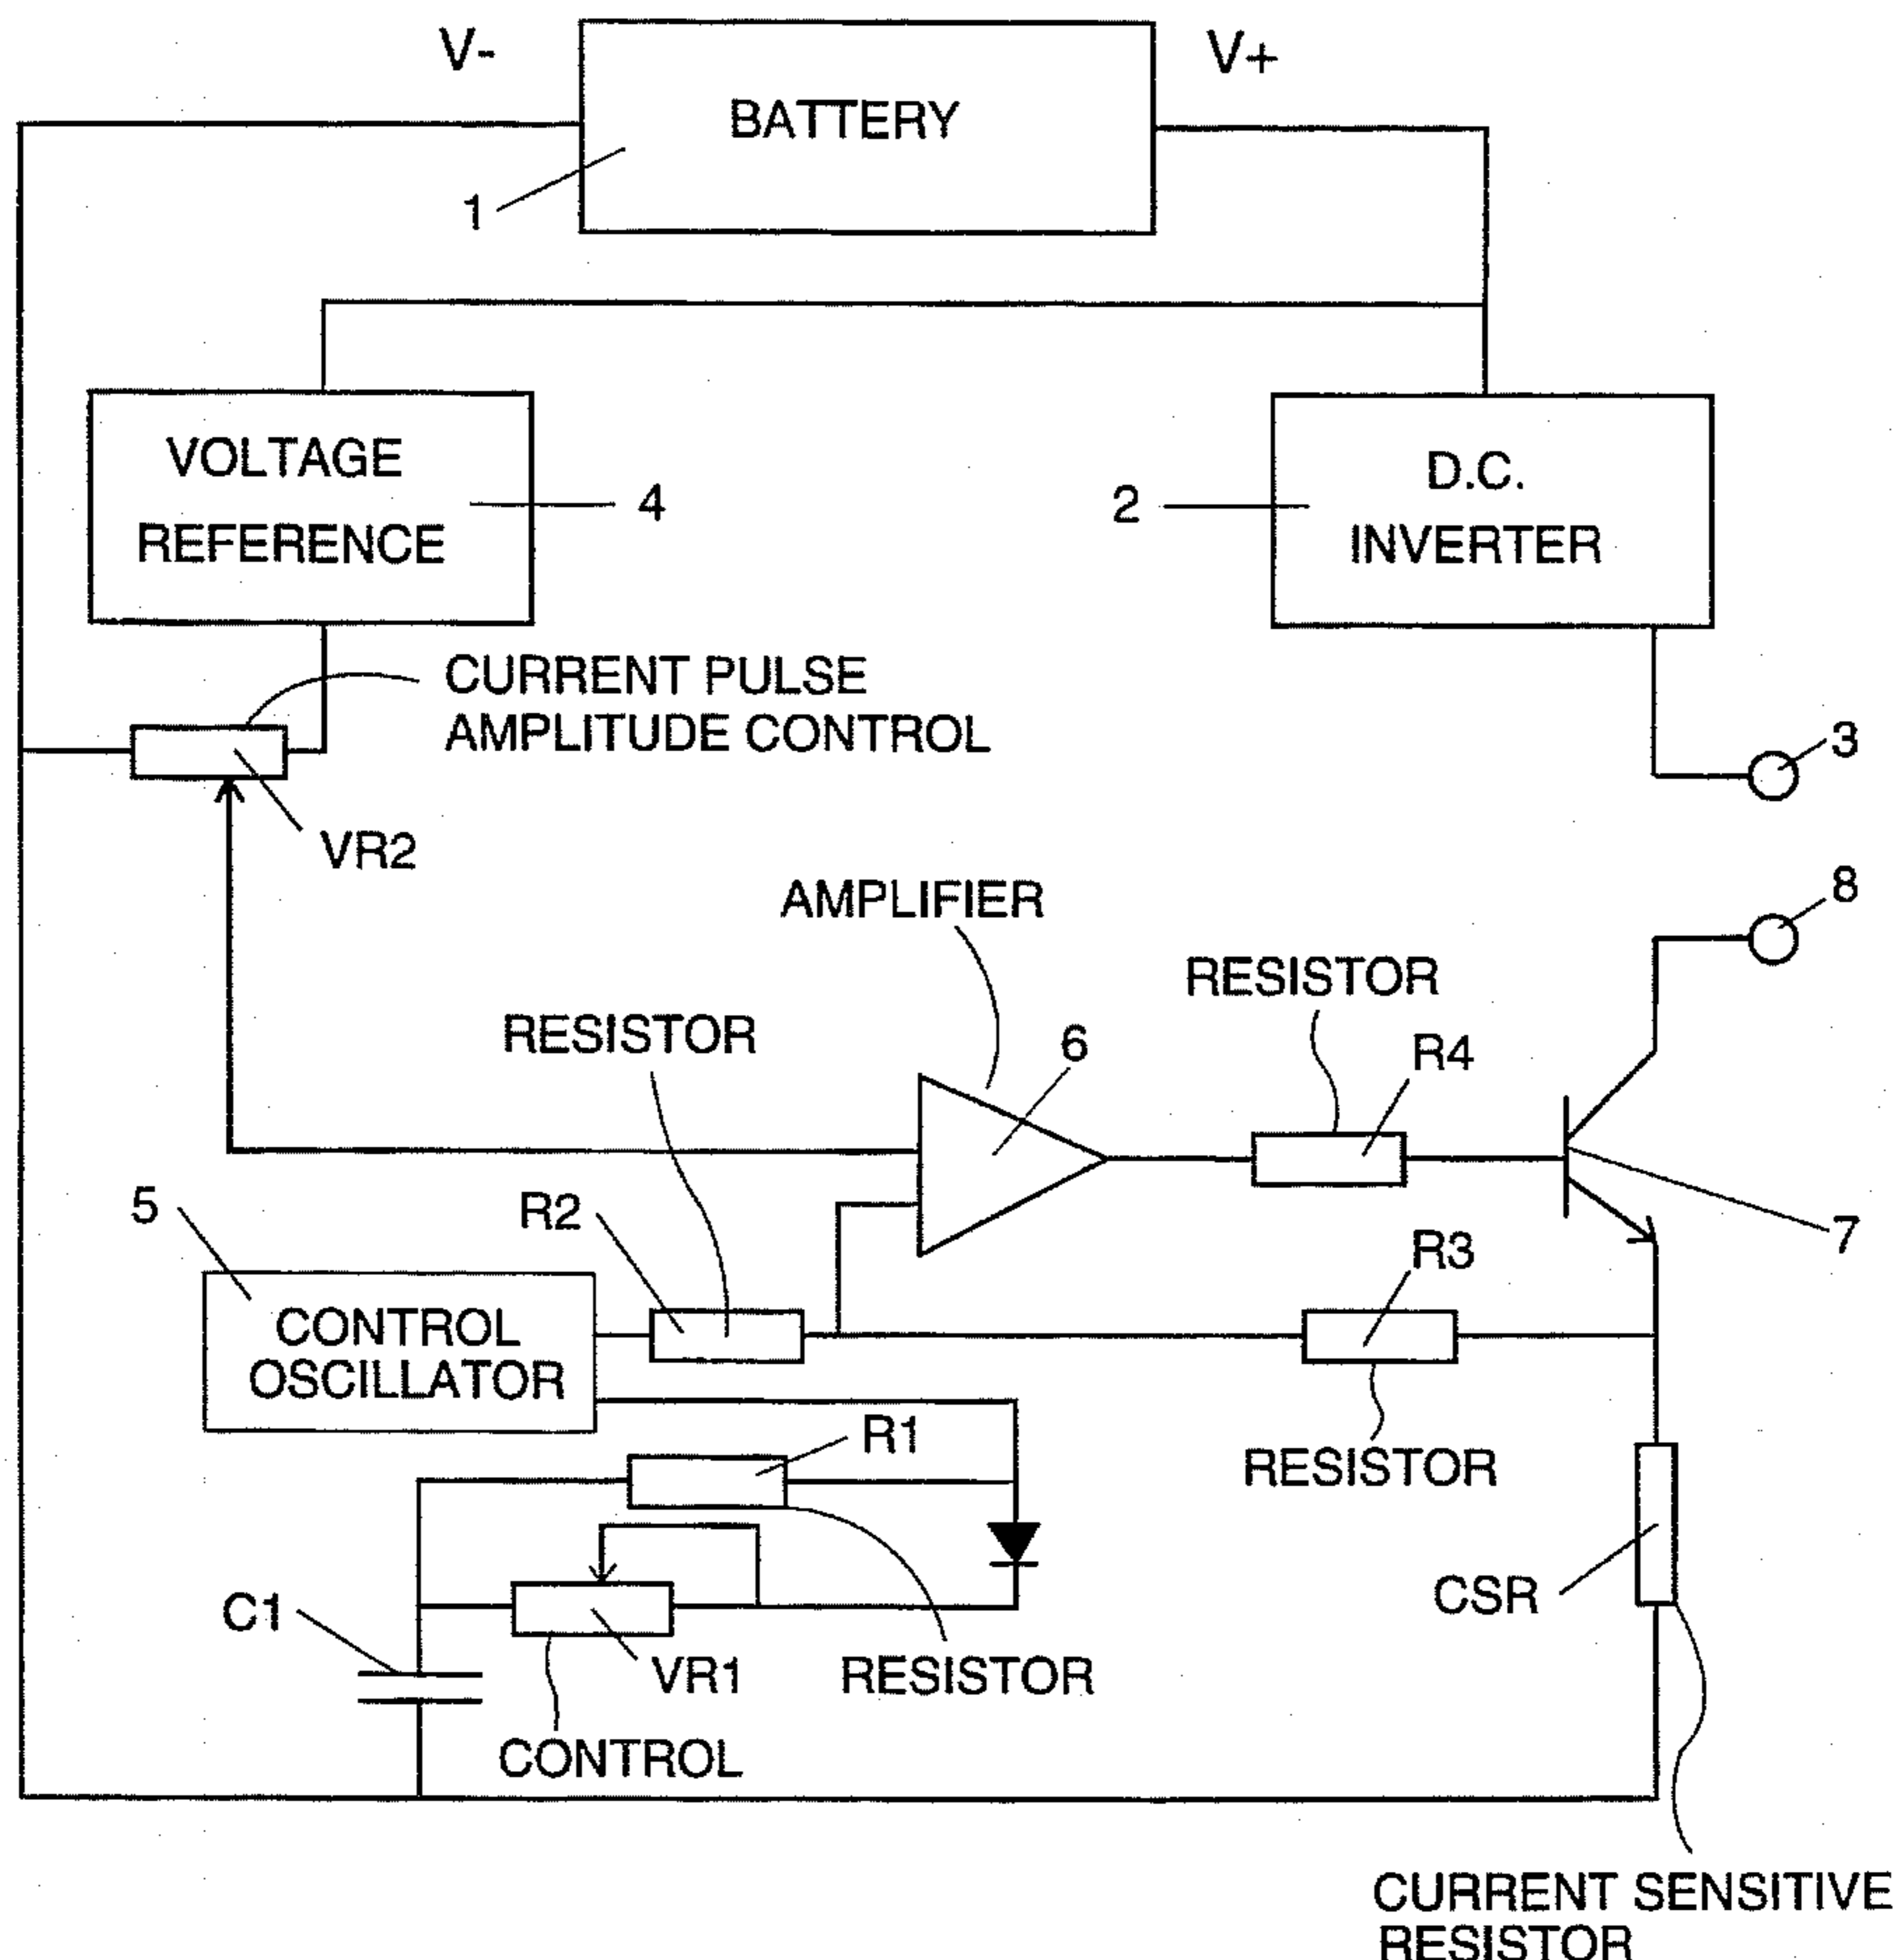 V-
BATTERY
V+
1
VOLTAGE
REFERENCE
4
2
D.C.
INVERTER
CURRENT PULSE
AMPLITUDE CONTROL
3
VR2
AMPLIFIER
8
RESISTOR
RESISTOR
6
R4
5
R2
7
R3
CONTROL
OSCILLATOR
R1
RESISTOR
C1
CSR
VR1
RESISTOR
CONTROL
CURRENT SENSITIVE
RESISTOR